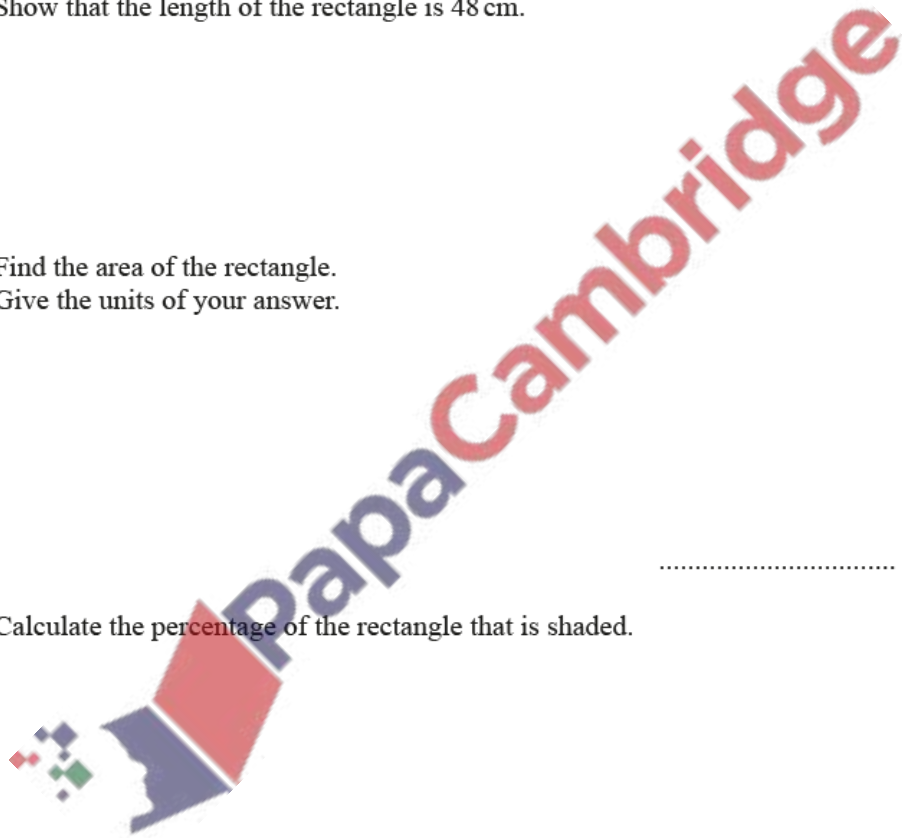 Show that the length of the rectangle is 48 cm.
Find the area of the rectangle.
Give the units of your answer.
.................................
Calculate the percentage of the rectangle that is shaded.
PapaCambridge